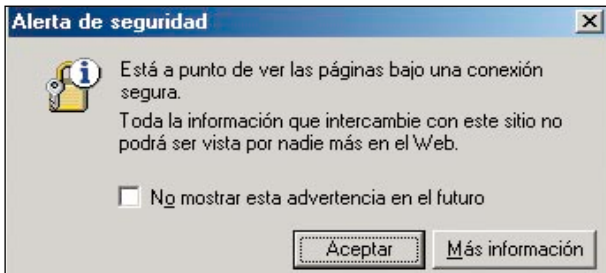 Alerta de seguridad
Está a punto de ver las páginas bajo una conexión
segura.
Toda la información que intercambie con este sitio no
podrá ser vista por nadie más en el Web.
No mostrar esta advertencia en el futuro
Aceptar
Más información